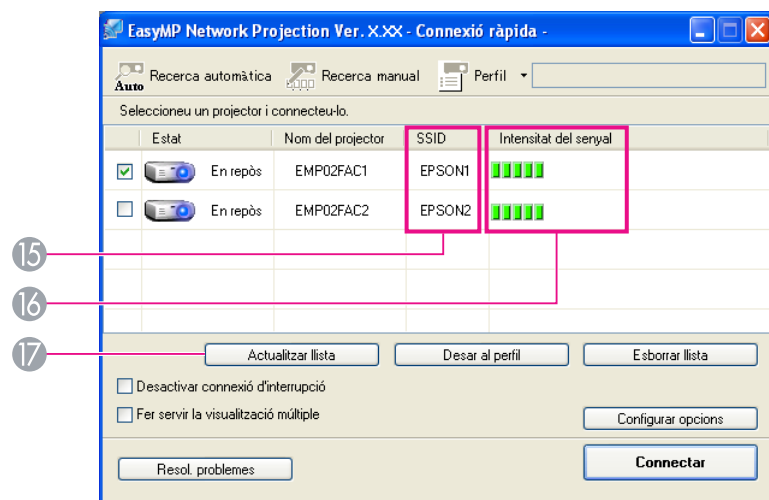 EasyMP Network Projection Ver. X.XX - Connexió ràpida -
Auto Recerca automàtica Recerca manual Perfil
Seleccioneu un projector i connecteu-lo.
Estat Nom del projector SSID Intensitat del senyal
En repòs EMP02FAC1 EPSON1
En repòs EMP02FAC2 EPSON2
15
16
17
Actualitzar llista Desar al perfil Esborrar llista
Desactivar connexió d'interrupció
Fer servir la visualització múltiple
Configurar opcions
Resol. problemes
Connectar